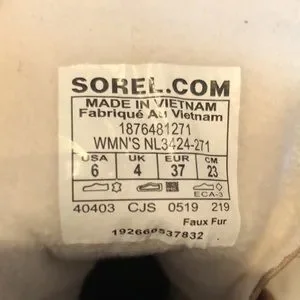 SOREL.COM
MADE IN VIETNAM
Fabriqué Au Vietnam
1876481271
WMN'S NL3424-271
USA UK EUR CM
6 4 37 23
ECA-3
40403 CJS 0519 219
Faux Fur
192660537832